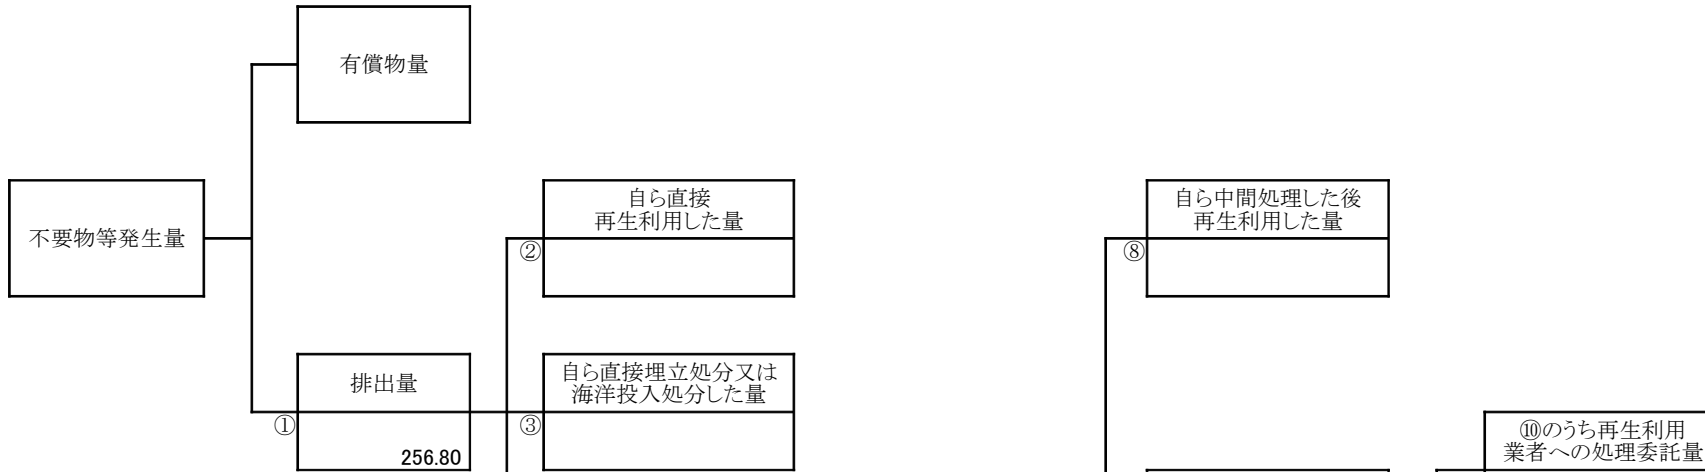 有償物量
不要物等発生量
自ら直接
再生利用した量
②
自ら中間処理した後
再生利用した量
⑧
排出量
①
256.80
自ら直接埋立処分又は
海洋投入処分した量
③
⑩のうち再生利用
業者への処理委託量